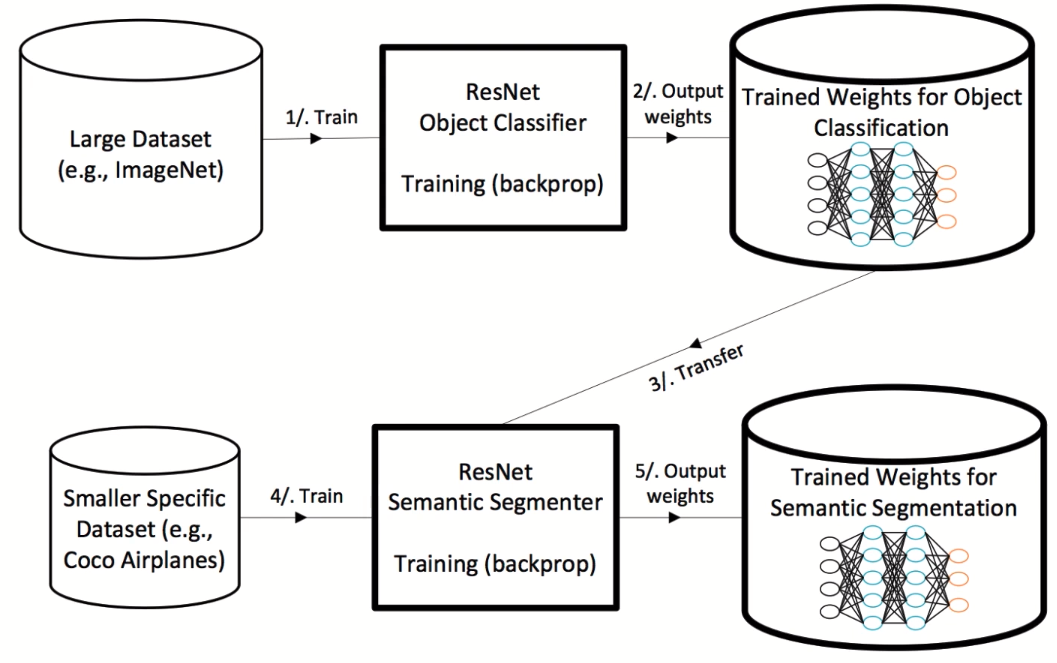 Large Dataset
(e.g., ImageNet)
1/. Train
ResNet
Object Classifier
Training (backprop)
2/. Output
weights
Trained Weights for Object
Classification
3/. Transfer
Smaller Specific
Dataset (e.g.,
Coco Airplanes)
4/. Train
ResNet
Semantic Segmenter
Training (backprop)
5/. Output
weights
Trained Weights for
Semantic Segmentation